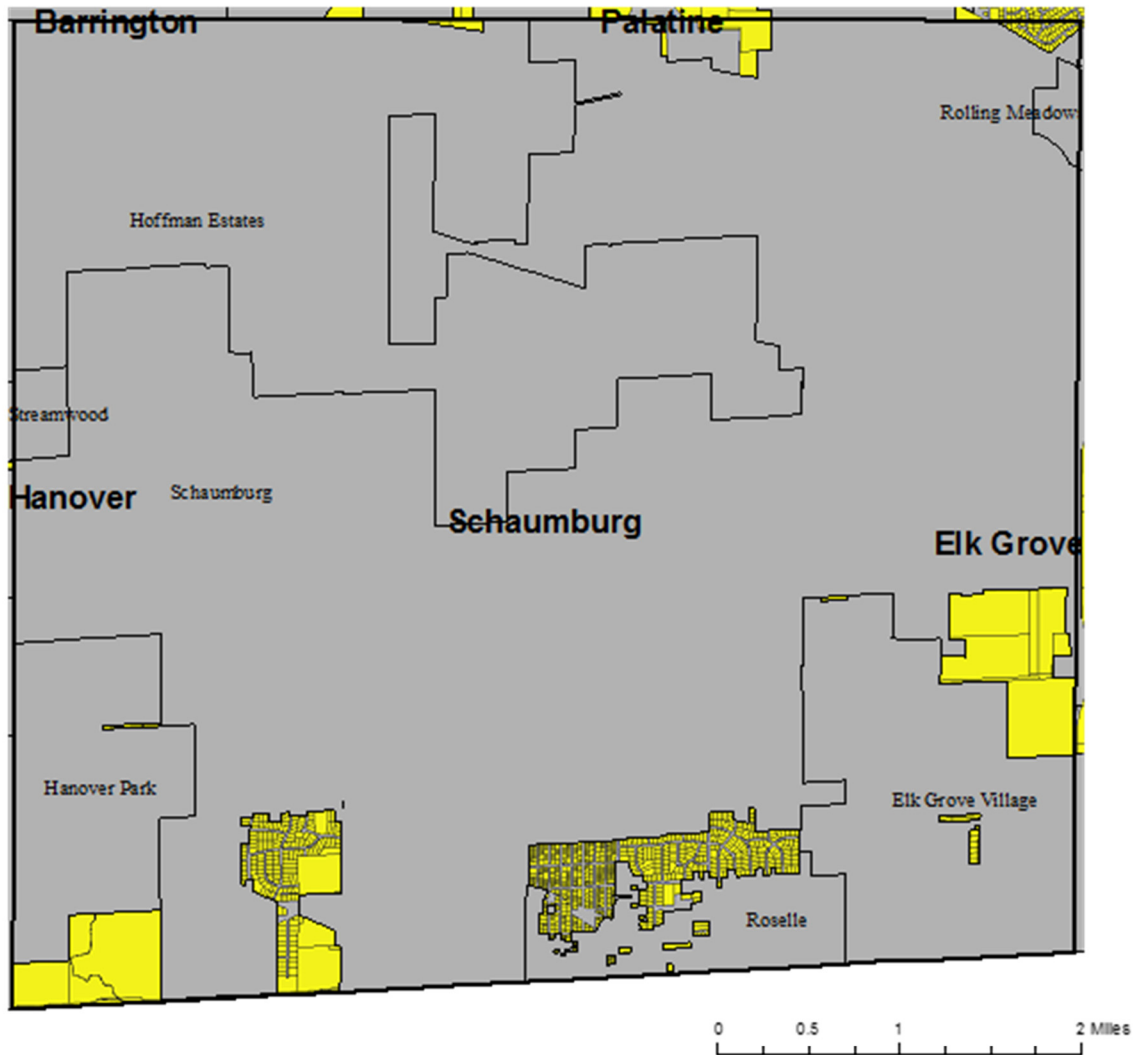 Barrington
Palatine
Rolling Meadow
Hoffman Estates
Streamwood
Hanover
Schaumburg
Schaumburg
Elk Grove
Hanover Park
Elk Grove Village
Roselle
0 0.5 1 2 Miles